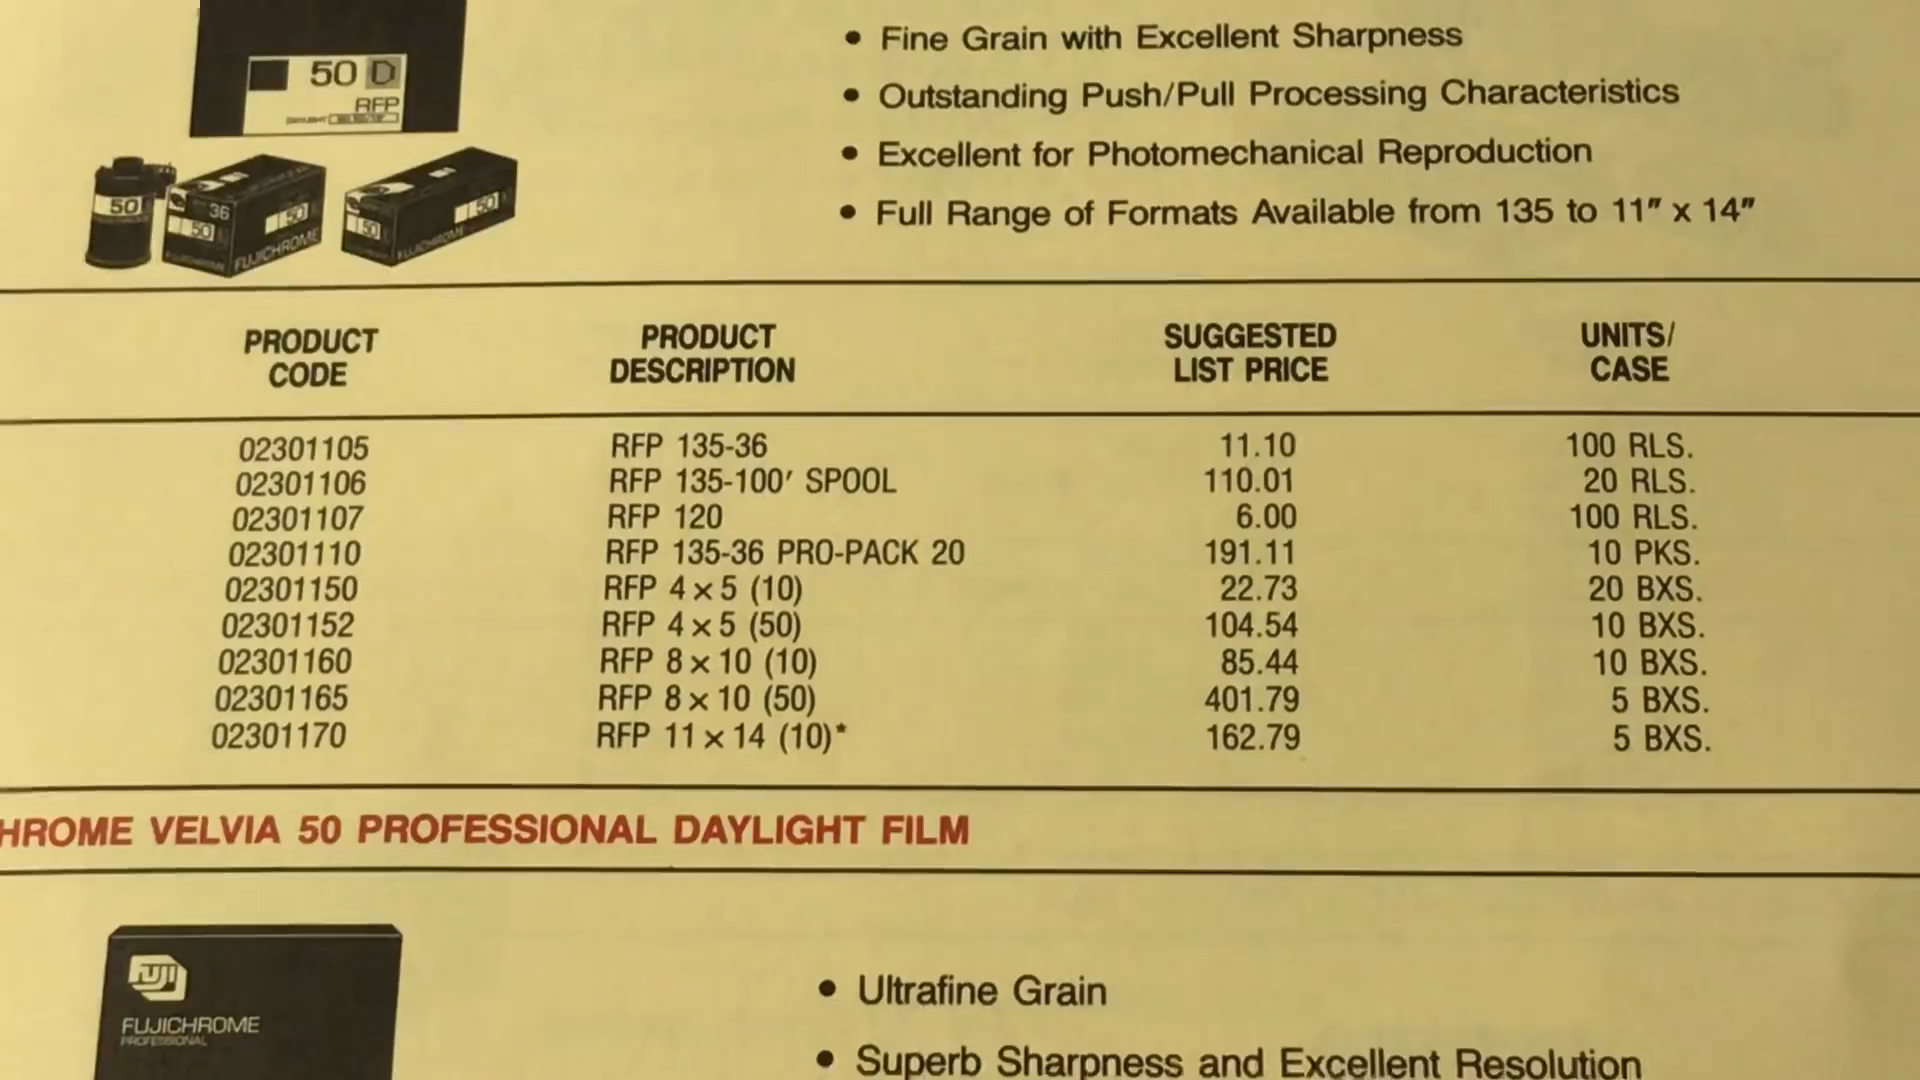 50 D
RFP
• Fine Grain with Excellent Sharpness
• Outstanding Push/Pull Processing Characteristics
• Excellent for Photomechanical Reproduction
• Full Range of Formats Available from 135 to 11" x 14"
50
36
50
50
FUJICHROME
50
50
FUJICHROME
PRODUCT CODE PRODUCT DESCRIPTION SUGGESTED LIST PRICE UNITS/ CASE
02301105 RFP 135-36 11.10 100 RLS.
02301106 RFP 135-100' SPOOL 110.01 20 RLS.
02301107 RFP 120 6.00 100 RLS.
02301110 RFP 135-36 PRO-PACK 20 191.11 10 PKS.
02301150 RFP 4 × 5 (10) 22.73 20 BXS.
02301152 RFP 4 × 5 (50) 104.54 10 BXS.
02301160 RFP 8 × 10 (10) 85.44 10 BXS.
02301165 RFP 8 × 10 (50) 401.79 5 BXS.
02301170 RFP 11 × 14 (10)* 162.79 5 BXS.
HROME VELVIA 50 PROFESSIONAL DAYLIGHT FILM
FUJI
FUJICHROME
PROFESSIONAL
• Ultrafine Grain
• Superb Sharpness and Excellent Resolution